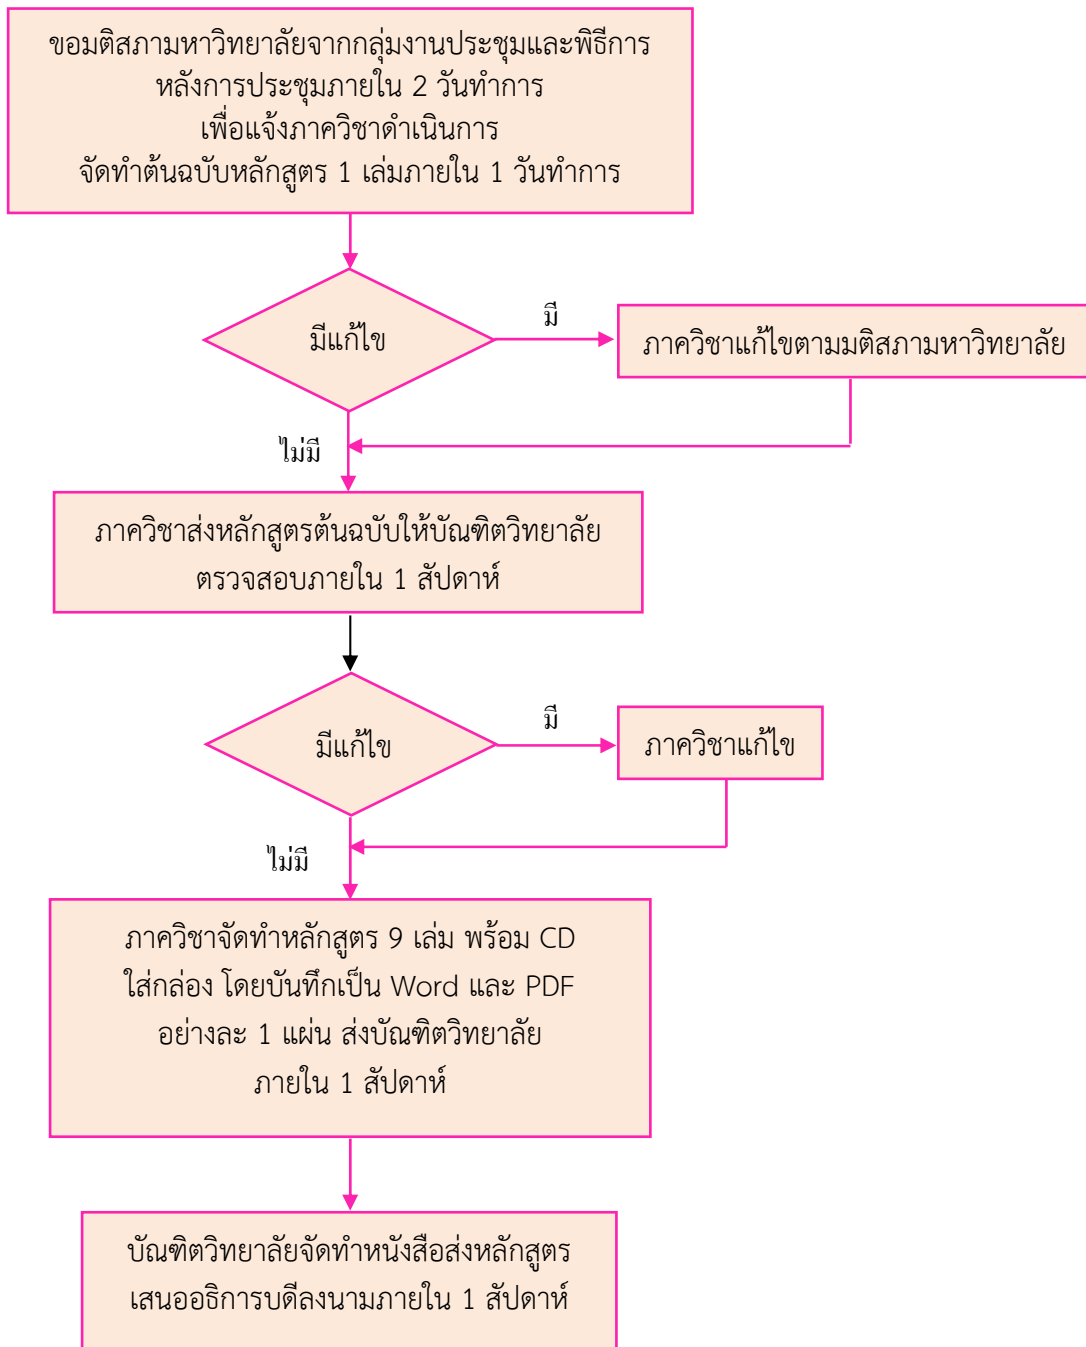 ขอมติสภามหาวิทยาลัยจากกลุ่มงานประชุมและพิธีการ
หลังการประชุมภายใน 2 วันทำการ
เพื่อแจ้งภาควิชาดำเนินการ
จัดทำต้นฉบับหลักสูตร 1 เล่มภายใน 1 วันทำการ
มีแก้ไข
มี
ภาควิชาแก้ไขตามมติสภามหาวิทยาลัย
ไม่มี
ภาควิชาส่งหลักสูตรต้นฉบับให้บัณฑิตวิทยาลัย
ตรวจสอบภายใน 1 สัปดาห์
มีแก้ไข
มี
ภาควิชาแก้ไข
ไม่มี
ภาควิชาจัดทำหลักสูตร 9 เล่ม พร้อม CD
ใส่กล่อง โดยบันทึกเป็น Word และ PDF
อย่างละ 1 แผ่น ส่งบัณฑิตวิทยาลัย
ภายใน 1 สัปดาห์
บัณฑิตวิทยาลัยจัดทำหนังสือส่งหลักสูตร
เสนออธิการบดีลงนามภายใน 1 สัปดาห์